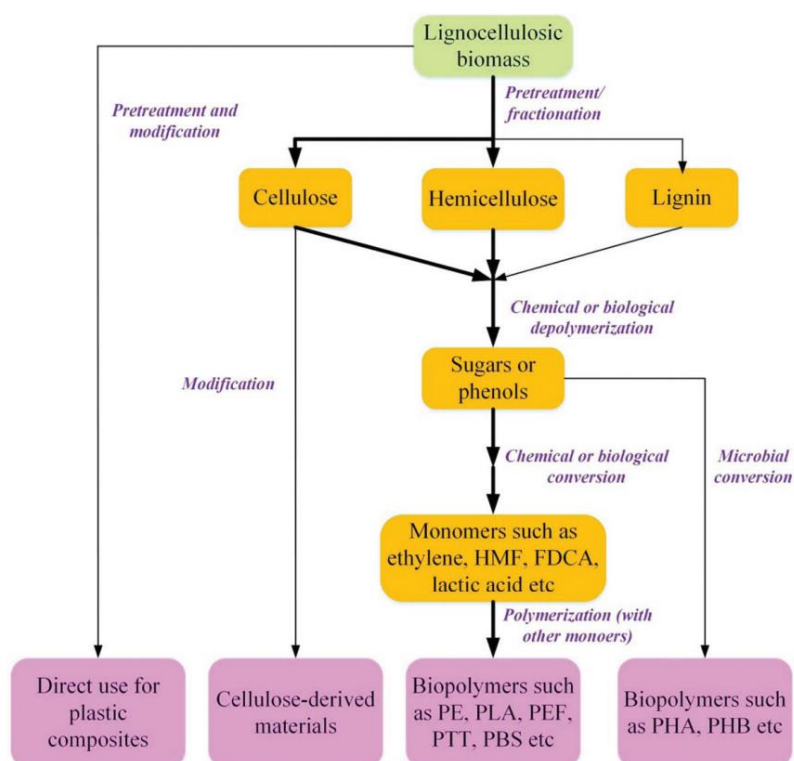 Lignocellulosic
biomass
Pretreatment and
modification
Pretreatment/
fractionation
Cellulose
Hemicellulose
Lignin
Chemical or biological
depolymerization
Modification
Sugars or
phenols
Chemical or biological
conversion
Microbial
conversion
Monomers such as
ethylene, HMF, FDCA,
lactic acid etc
Polymerization (with
other monoers)
Direct use for
plastic
composites
Cellulose-derived
materials
Biopolymers such
as PE, PLA, PEF,
PTT, PBS etc
Biopolymers such
as PHA, PHB etc